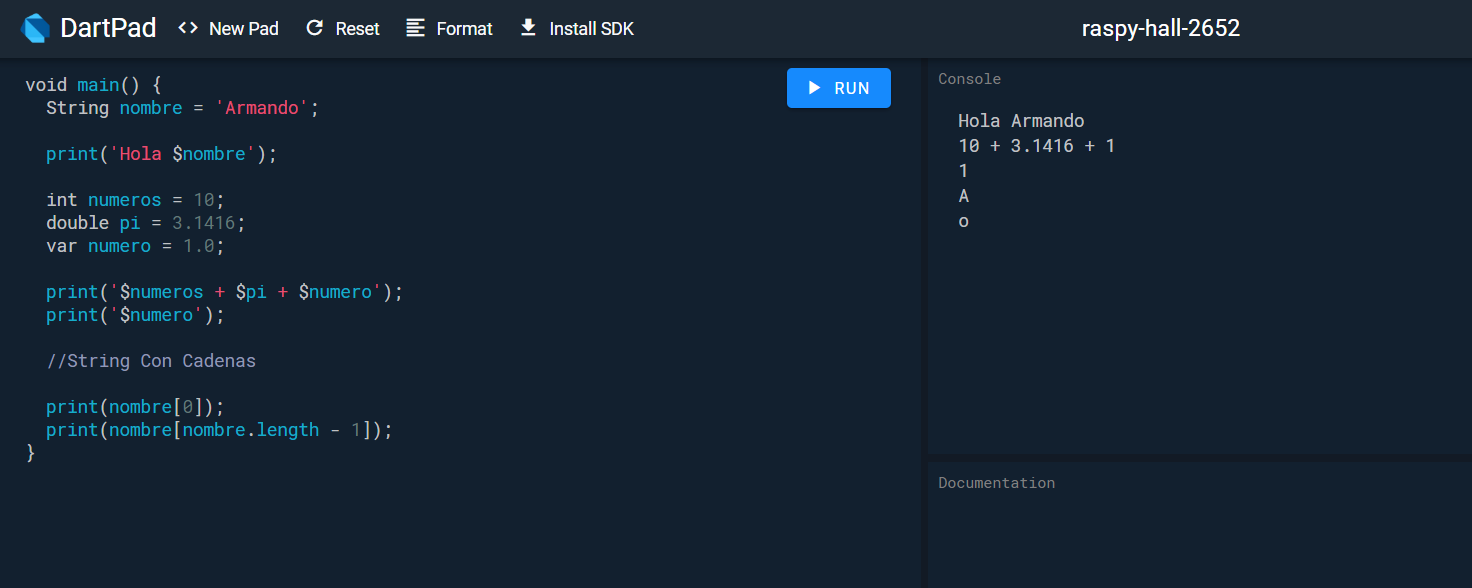 DartPad <> New Pad Reset Format Install SDK raspy-hall-2652
void main() {
  String nombre = 'Armando';
  print('Hola $nombre');
  int numeros = 10;
  double pi = 3.1416;
  var numero = 1.0;
  print('$numeros + $pi + $numero');
  print('$numero');
  //String Con Cadenas
  print(nombre[0]);
  print(nombre[nombre.length - 1]);
}
RUN
Console
Hola Armando
10 + 3.1416 + 1
1
A
o
Documentation